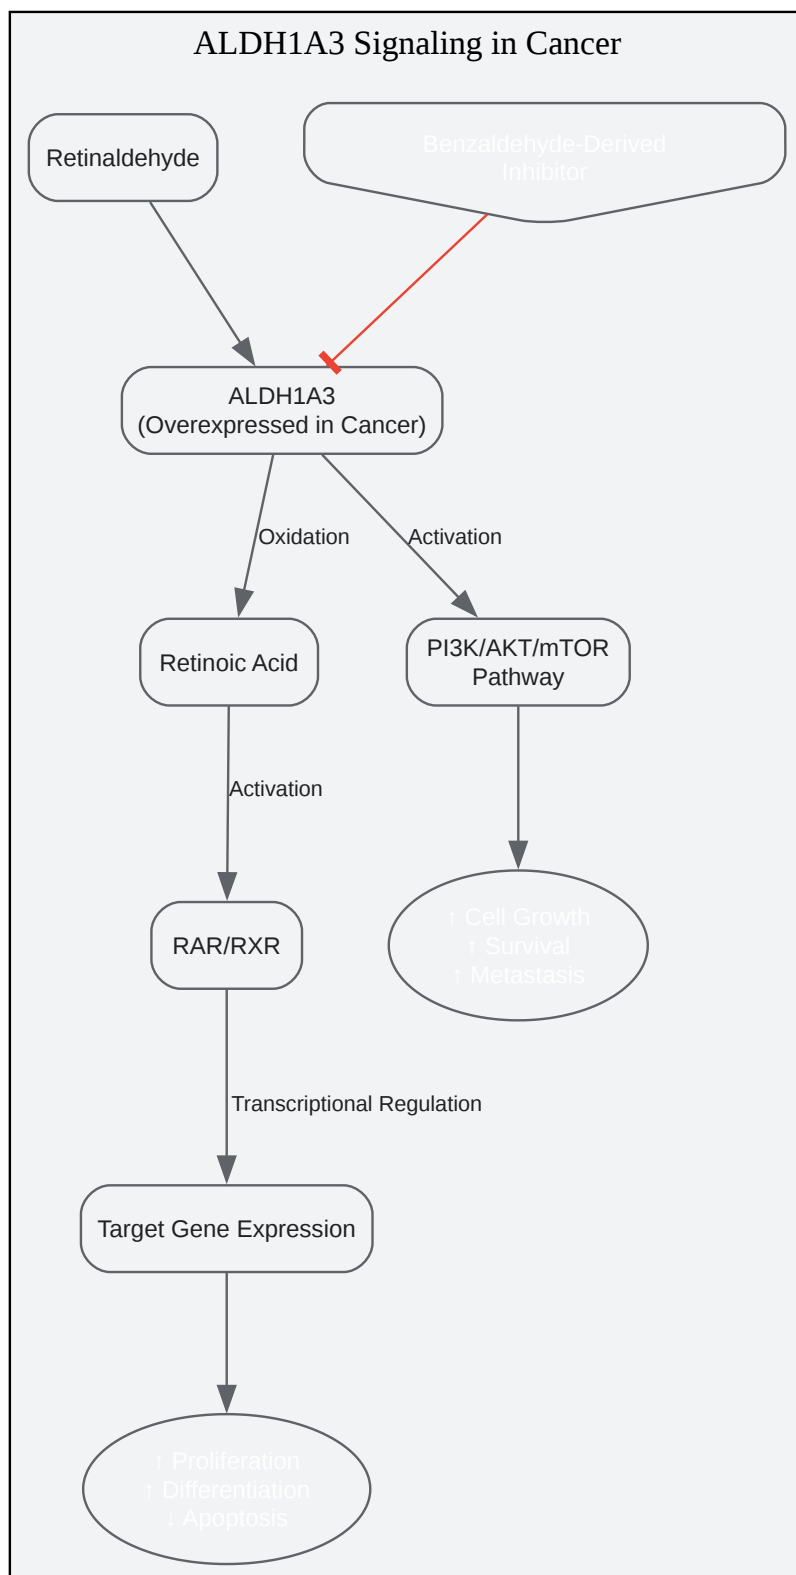 ALDH1A3 Signaling in Cancer
Retinaldehyde
Benzaldehyde-Derived
Inhibitor
ALDH1A3
(Overexpressed in Cancer)
Oxidation
Activation
Retinoic Acid
PI3K/AKT/mTOR
Pathway
Activation
↑ Cell Growth
↑ Survival
↑ Metastasis
RAR/RXR
Transcriptional Regulation
Target Gene Expression
↑ Proliferation
↑ Differentiation
↓ Apoptosis